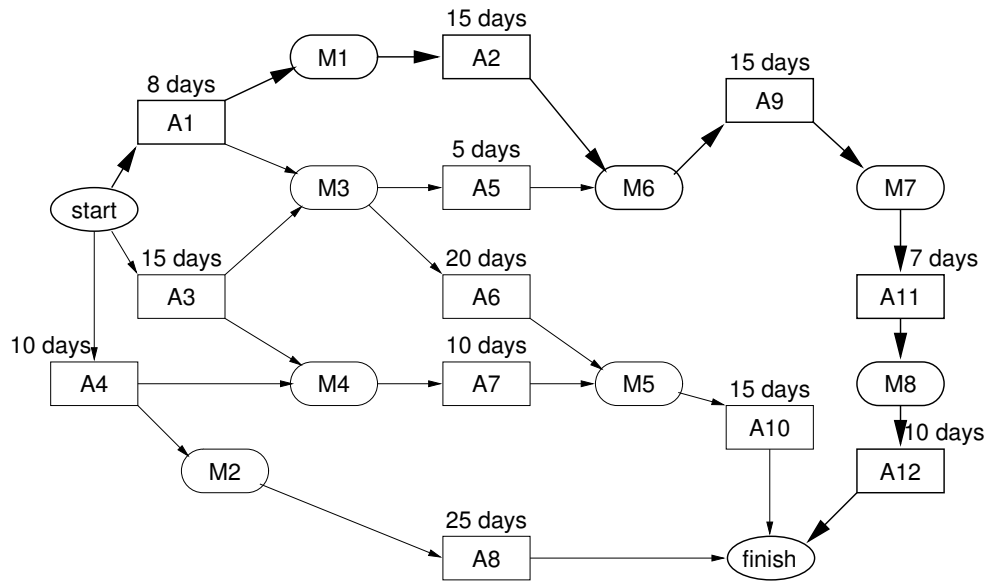 15 days
M1
A2
8 days
15 days
A1
A9
5 days
M3
A5
M6
M7
start
15 days
20 days
7 days
A3
A6
A11
10 days
10 days
A4
M4
A7
M5
M8
15 days
A10
10 days
M2
A12
25 days
A8
finish